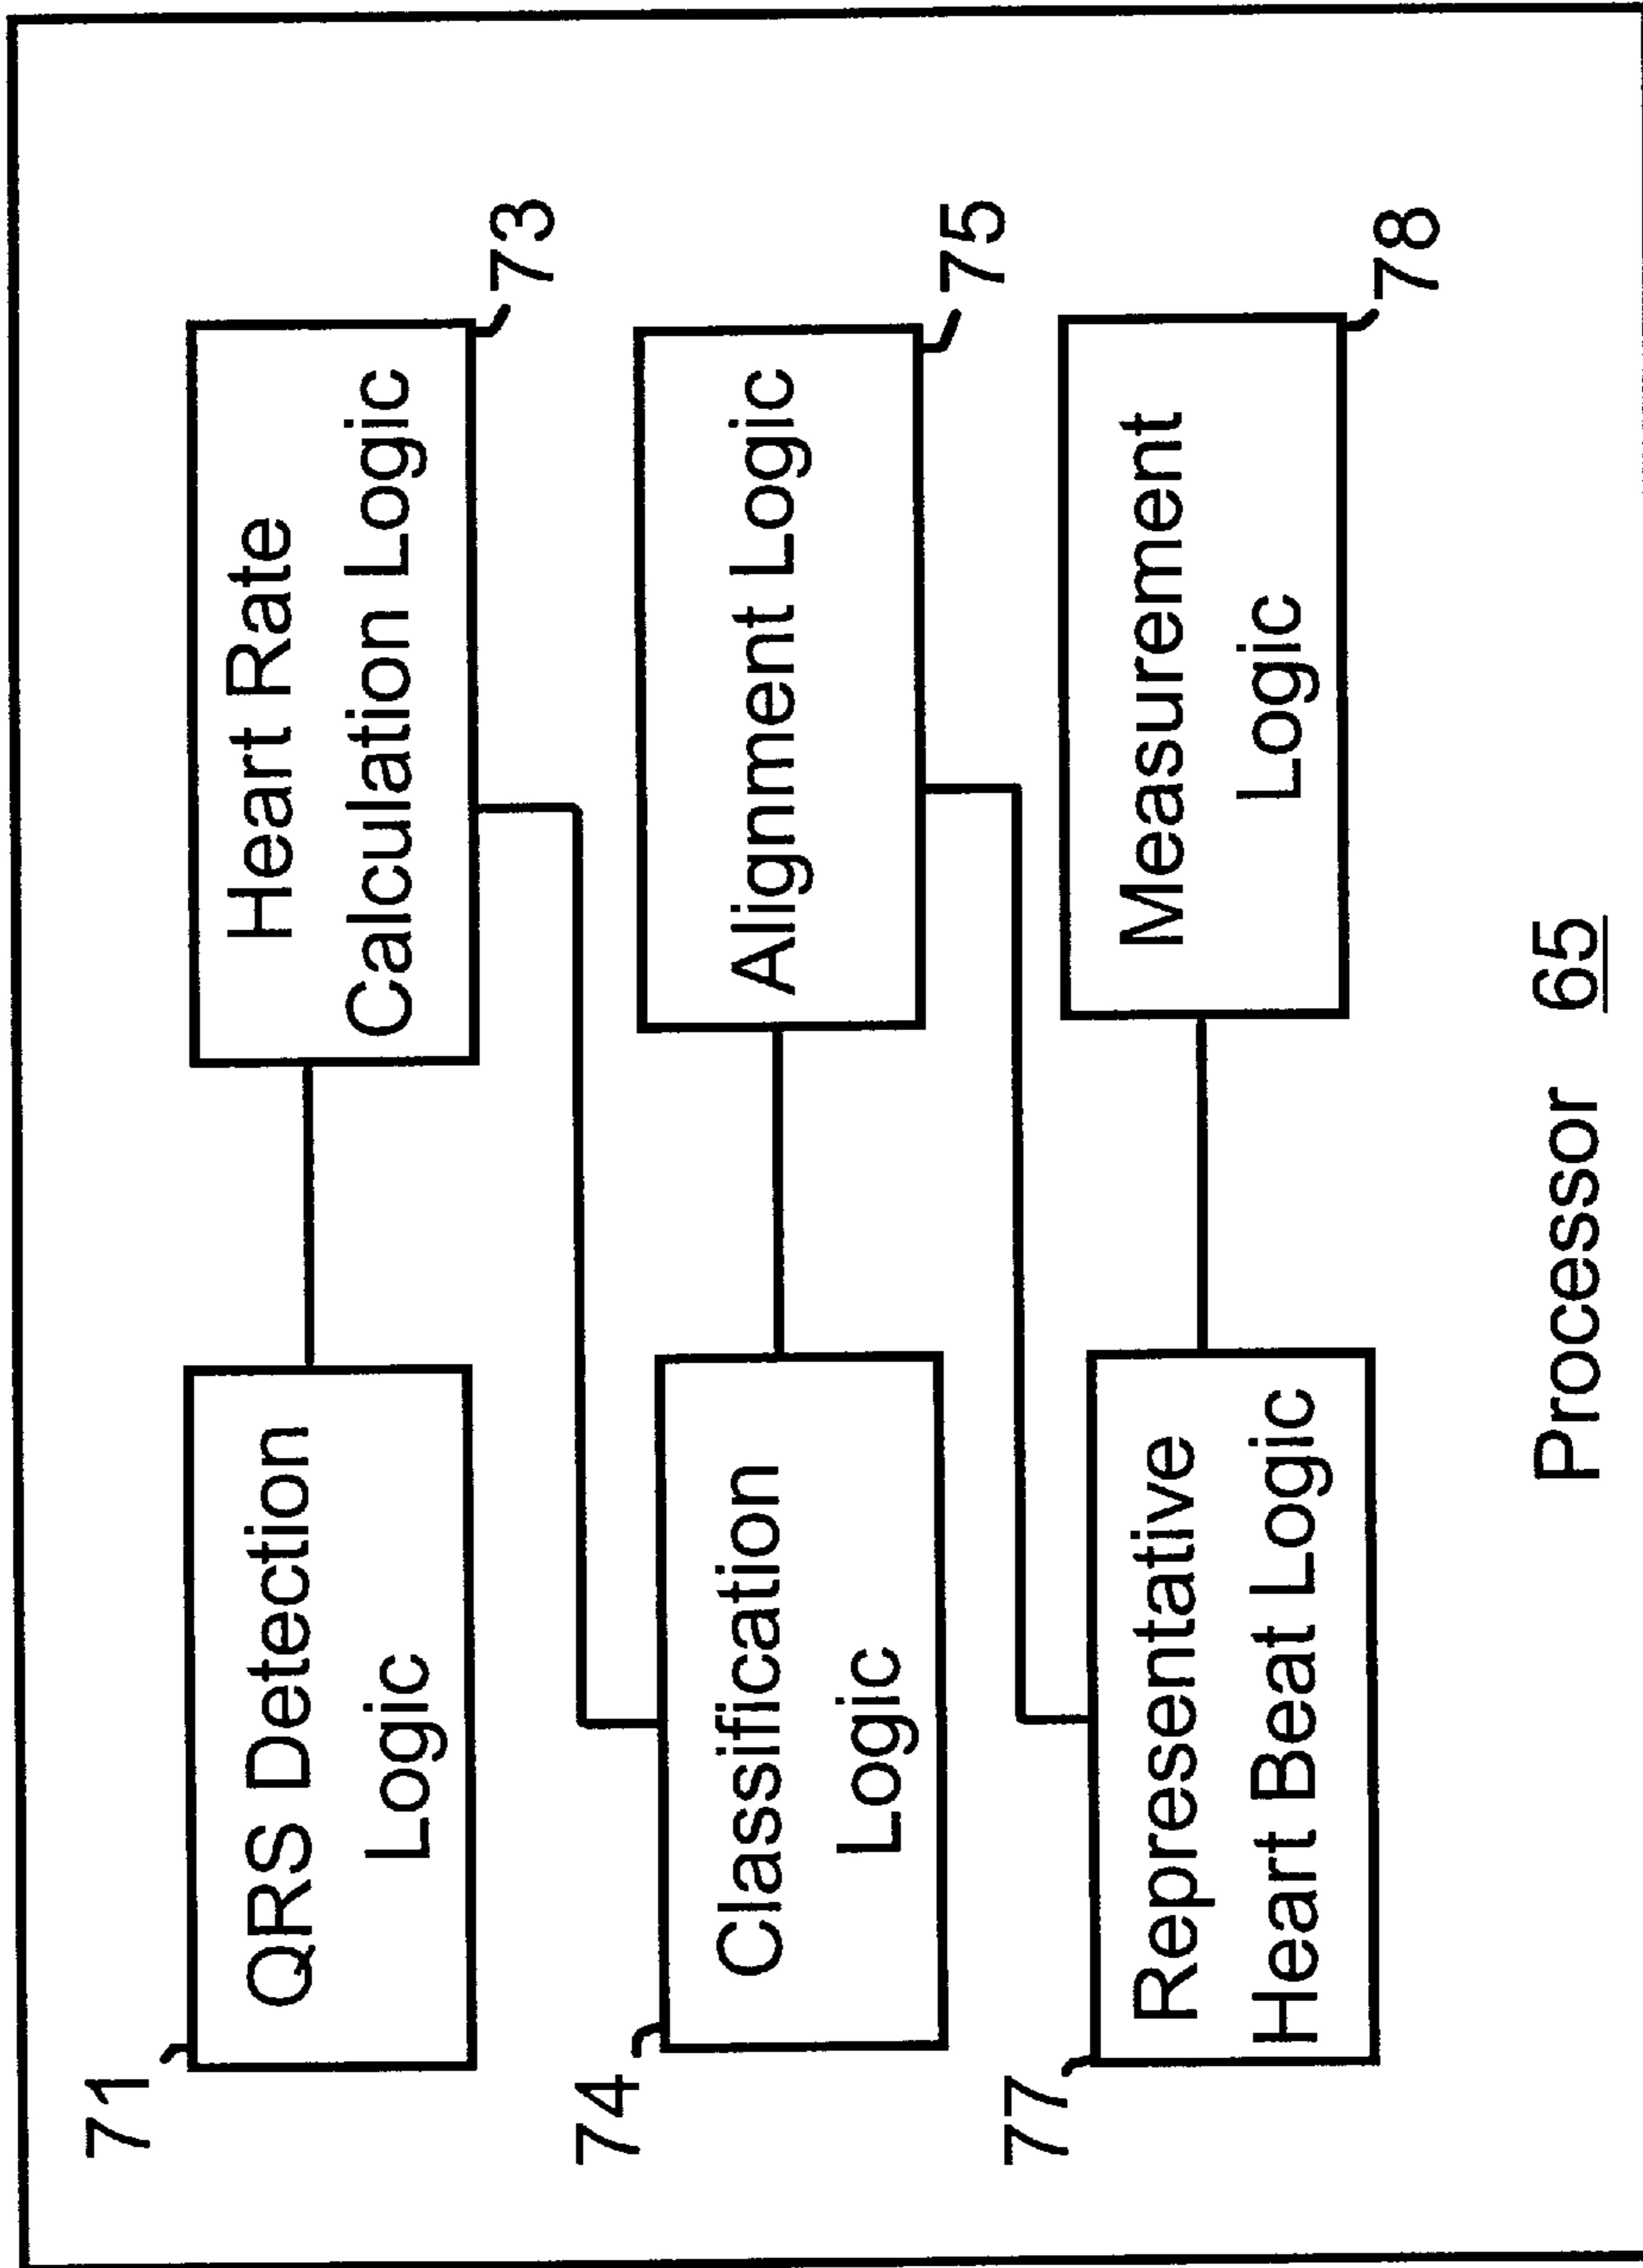 71
QRS Detection
Logic
Heart Rate
Calculation Logic
73
74
Classification
Logic
Alignment Logic
75
77
Representative
Heart Beat Logic
Measurement
Logic
78
Processor 65